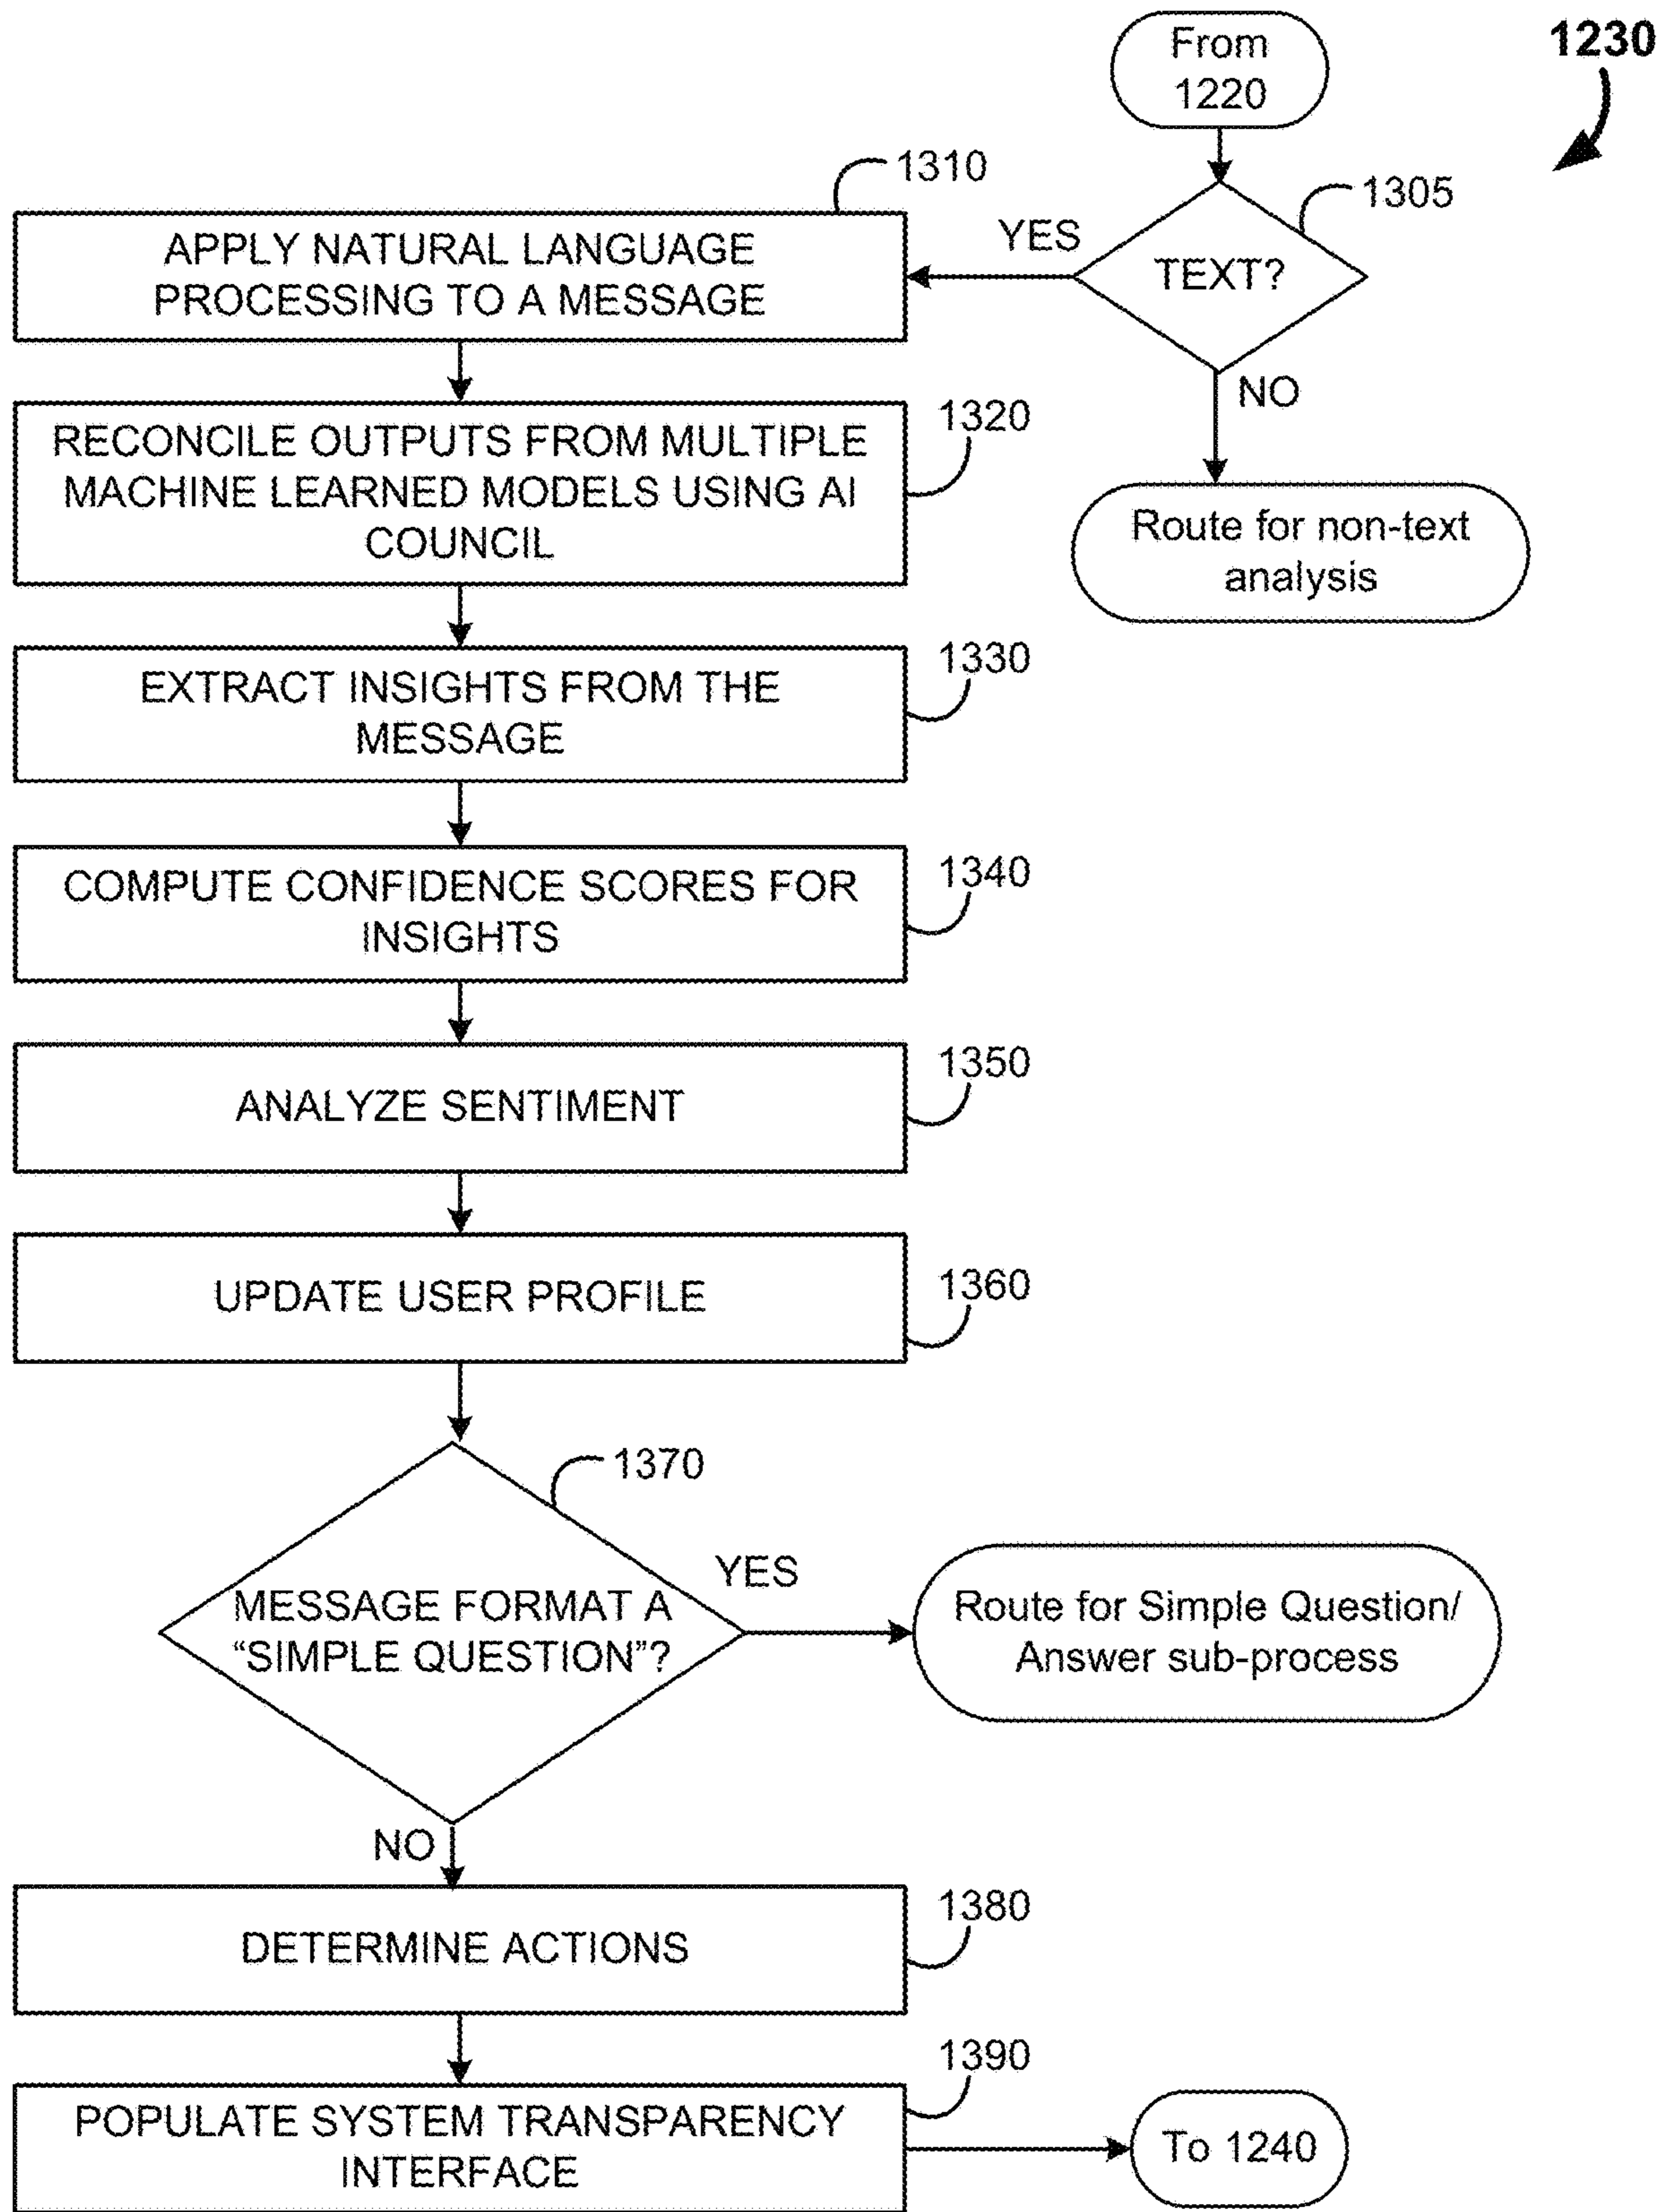 From
1220
1230
1305
TEXT?
YES
NO
Route for non-text
analysis
1310
APPLY NATURAL LANGUAGE
PROCESSING TO A MESSAGE
1320
RECONCILE OUTPUTS FROM MULTIPLE
MACHINE LEARNED MODELS USING AI
COUNCIL
1330
EXTRACT INSIGHTS FROM THE
MESSAGE
1340
COMPUTE CONFIDENCE SCORES FOR
INSIGHTS
1350
ANALYZE SENTIMENT
1360
UPDATE USER PROFILE
1370
MESSAGE FORMAT A
“SIMPLE QUESTION”?
YES
Route for Simple Question/
Answer sub-process
NO
1380
DETERMINE ACTIONS
1390
POPULATE SYSTEM TRANSPARENCY
INTERFACE
To 1240